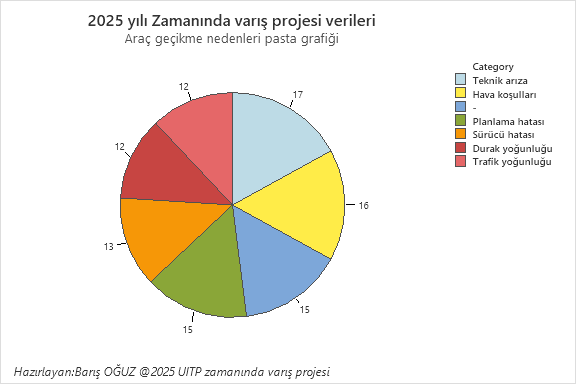 2025 yılı Zamanında varış projesi verileri
Araç geçikme nedenleri pasta grafiği
Category
Teknik arıza
Hava koşulları
-
Planlama hatası
Sürücü hatası
Durak yoğunluğu
Trafik yoğunluğu
12
17
12
16
13
15
15
Hazırlayan:Barış OĞUZ @2025 UITP zamanında varış projesi